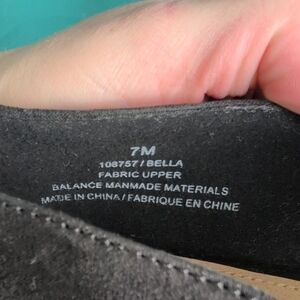 7M
108757/BELLA
FABRIC UPPER
BALANCE MANMADE MATERIALS
MADE IN CHINA/FABRIQUE EN CHINE